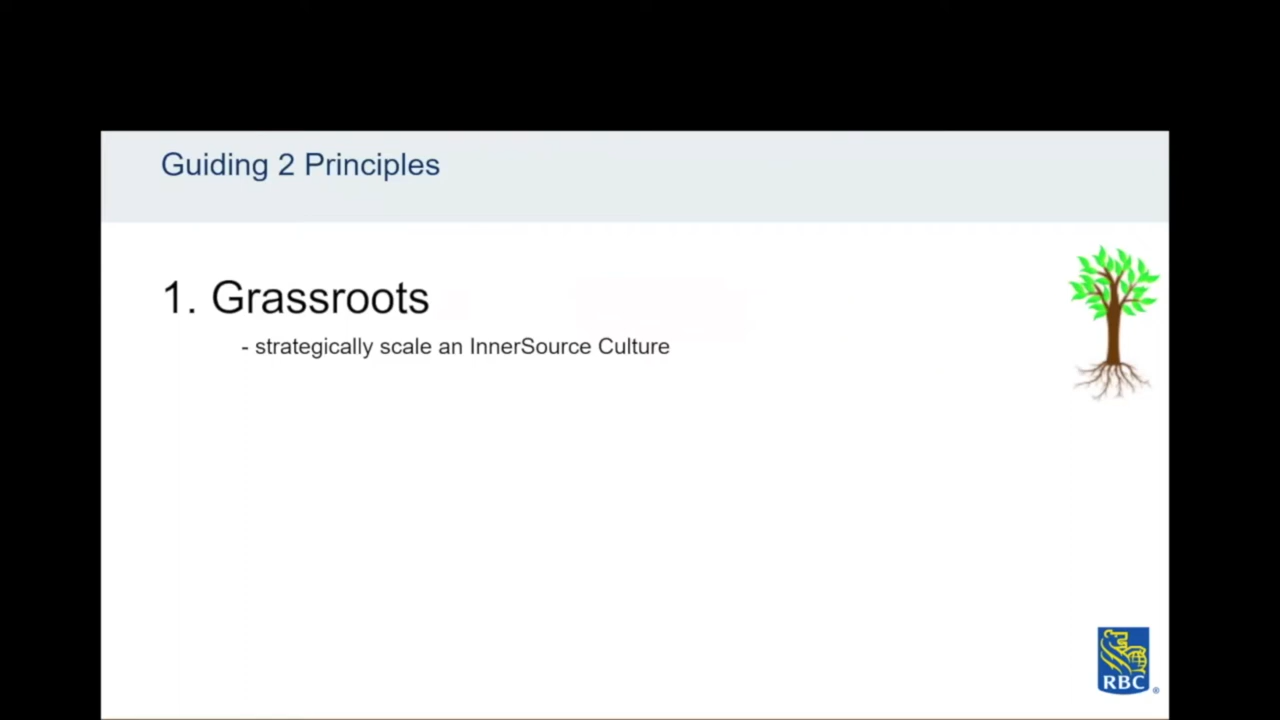 Guiding 2 Principles
1. Grassroots
- strategically scale an InnerSource Culture
RBC
®